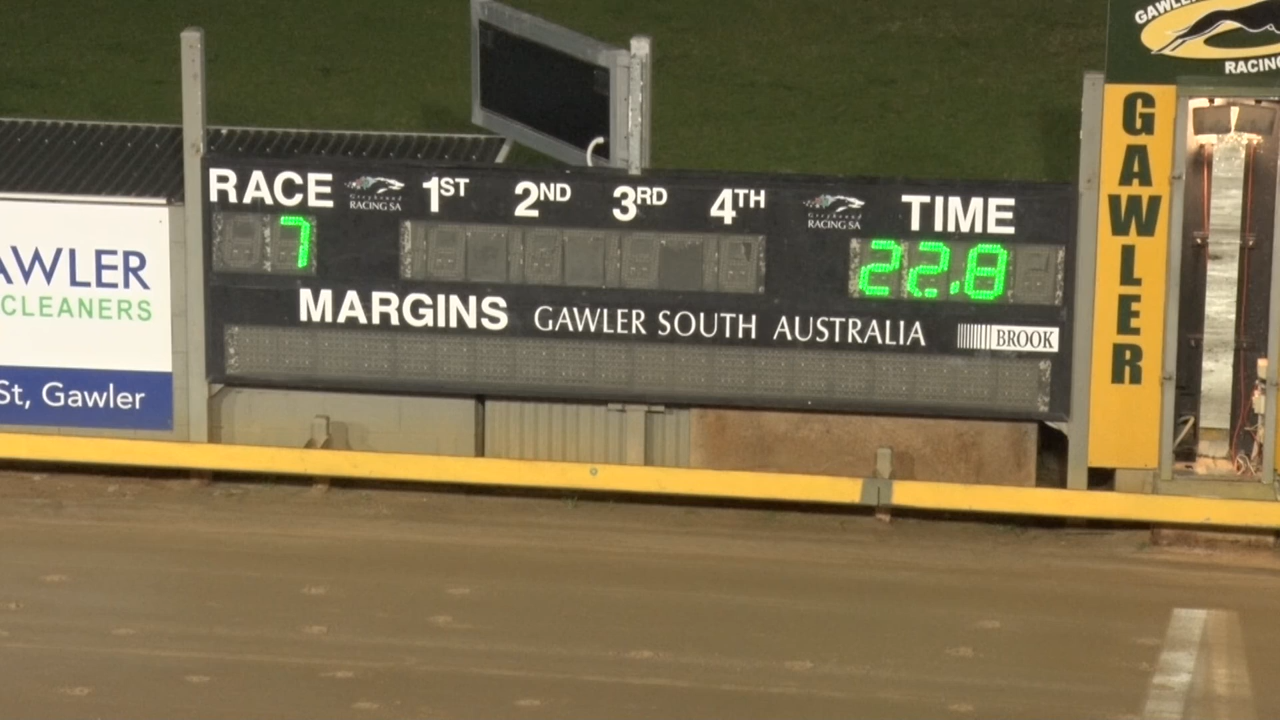 GAWLER
RACING
RACE
Greyhound
RACING SA
1ST
2ND
3RD
4TH
Greyhound
RACING SA
TIME
7
22.8
MARGINS
GAWLER SOUTH AUSTRALIA
BROOK
AWLER
CLEANERS
St, Gawler
GAWLER